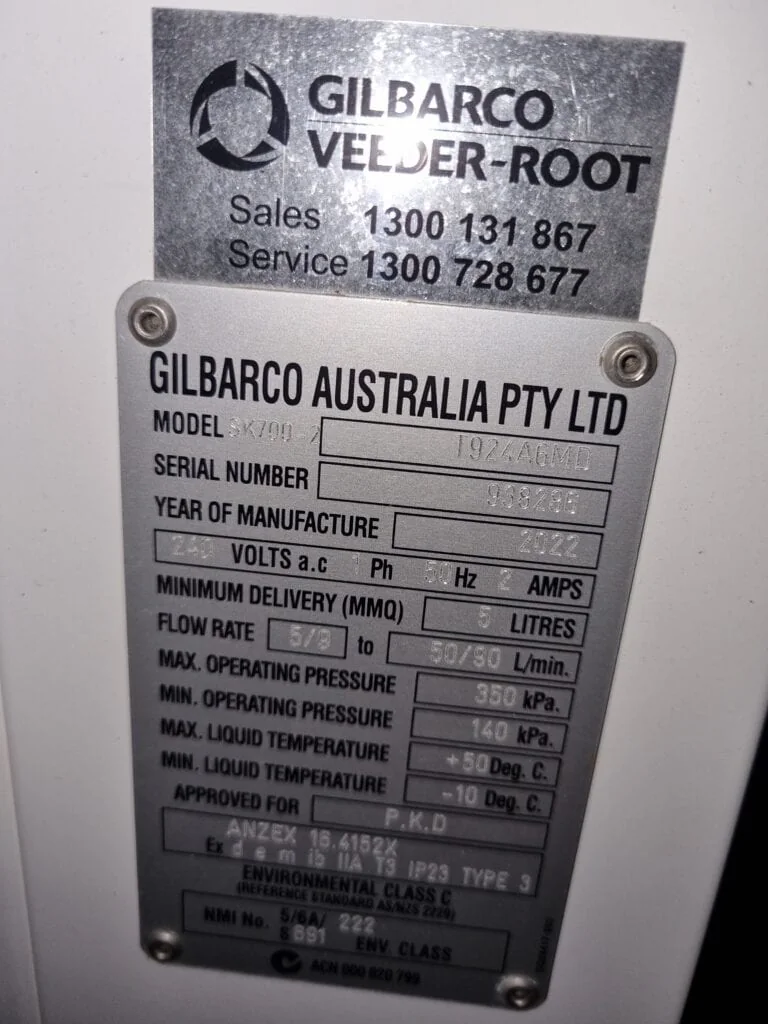 GILBARCO
VEEDER-ROOT
Sales 1300 131 867
Service 1300 728 677
GILBARCO AUSTRALIA PTY LTD
MODEL SK700-2 T924A6MD
SERIAL NUMBER 938286
YEAR OF MANUFACTURE 2022
240 VOLTS a.c 1 Ph 50 Hz 2 AMPS
MINIMUM DELIVERY (MMQ) 5 LITRES
FLOW RATE 5/9 to 50/90 L/min.
MAX. OPERATING PRESSURE 350 kPa.
MIN. OPERATING PRESSURE 140 kPa.
MAX. LIQUID TEMPERATURE +50 Deg. C.
MIN. LIQUID TEMPERATURE -10 Deg. C.
APPROVED FOR P.K.D
ANZEX 16.4152X
Ex d e m ib IIA T3 IP23 TYPE 3
ENVIRONMENTAL CLASS C
(REFERENCE STANDARD AS/NZS 2229)
NMI No. 5/6A/ 222
S 691 ENV. CLASS
ACN 000 820 799